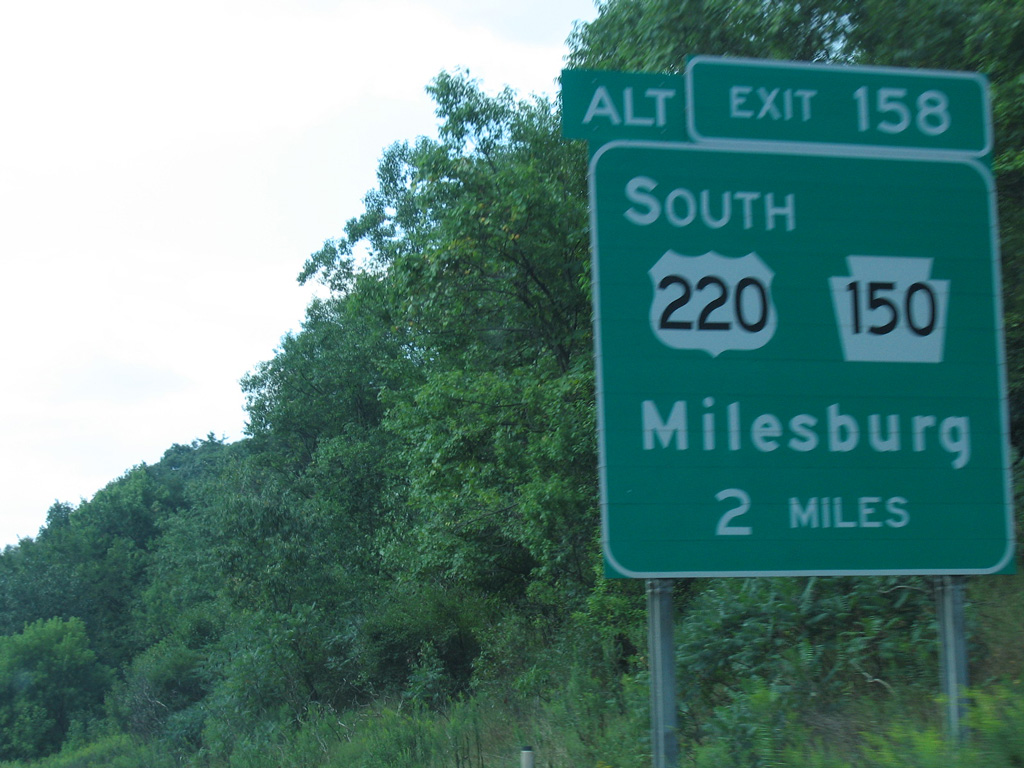 ALT EXIT 158
SOUTH
220 150
Milesburg
2 MILES